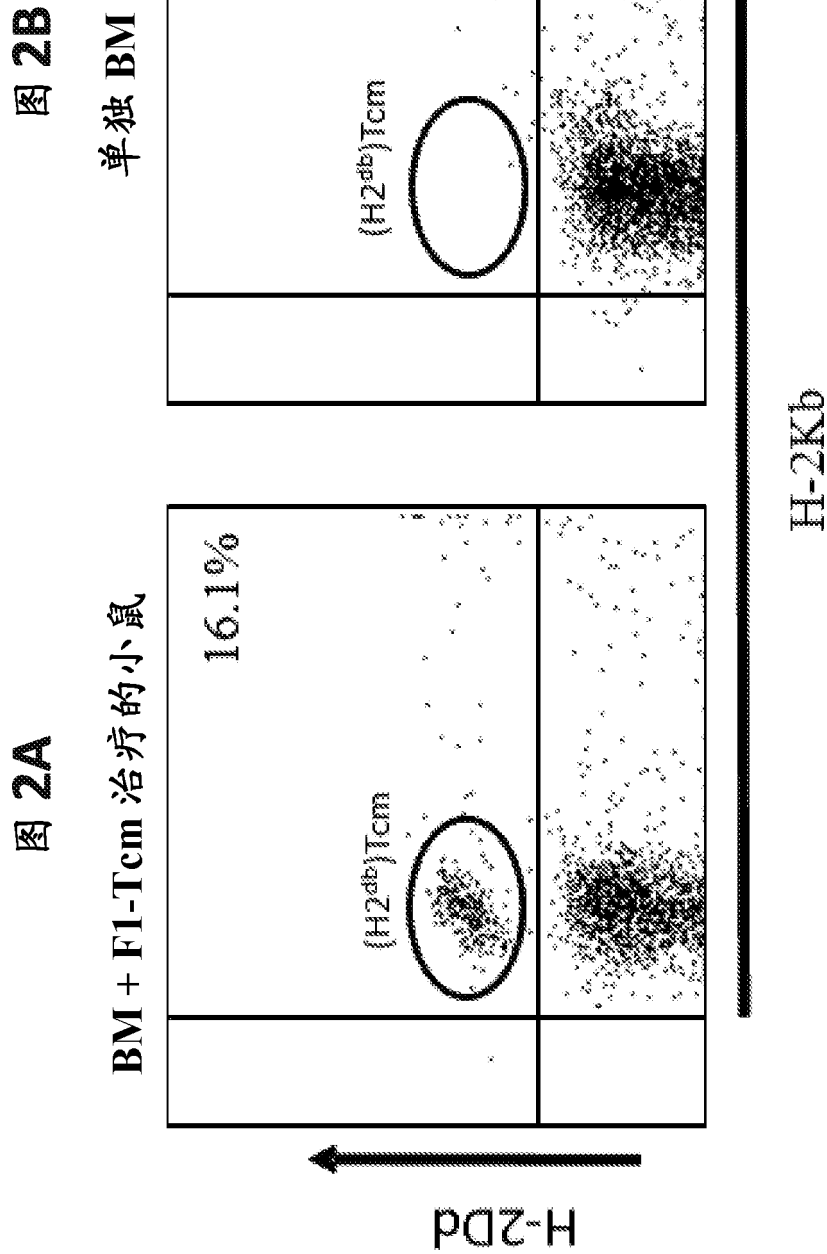 图 2A
BM + F1-Tcm 治疗的小鼠
16.1%
(H2ᵈᵇ)Tcm
H-2Dd
图 2B
单独 BM
(H2ᵈᵇ)Tcm
H-2Kb